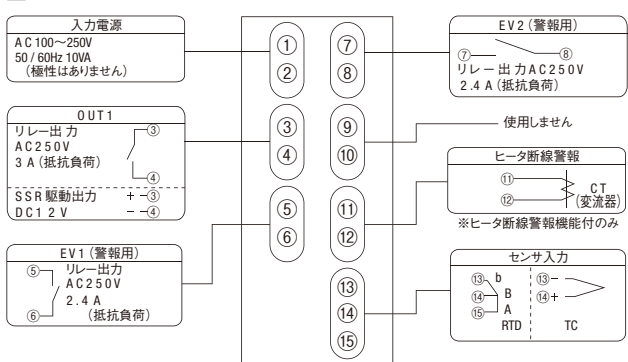 入力電源
AC100～250V
50/60Hz 10VA
（極性はありません）
OUT1
リレー出力 ③
AC250V
3A（抵抗負荷）
④
SSR駆動出力 + ③
DC12V − ④
EV1（警報用）
⑤ リレー出力
AC250V
2.4A
⑥ （抵抗負荷）
① ⑦
② ⑧
③ ⑨
④ ⑩
⑤ ⑪
⑥ ⑫
⑬
⑭
⑮
EV2（警報用）
⑦ ⑧
リレー出力AC250V
2.4A（抵抗負荷）
使用しません
ヒータ断線警報
⑪
⑫ CT
（変流器）
※ヒータ断線警報機能付のみ
センサ入力
⑬ b ⑬−
⑭ B ⑭+
⑮ A
RTD TC